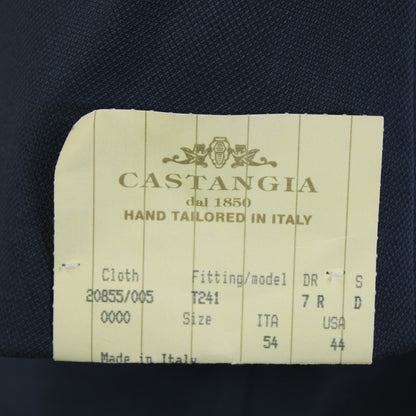 CASTANGIA
dal 1850
HAND TAILORED IN ITALY
Cloth Fitting/model DR S
20855/005 T241 7 R D
0000 Size ITA USA
54 44
Made in Italy